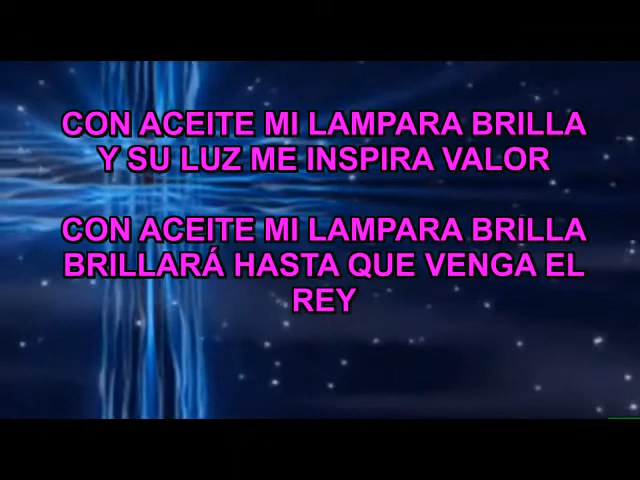 CON ACEITE MI LAMPARA BRILLA
Y SU LUZ ME INSPIRA VALOR
CON ACEITE MI LAMPARA BRILLA
BRILLARÁ HASTA QUE VENGA EL
REY